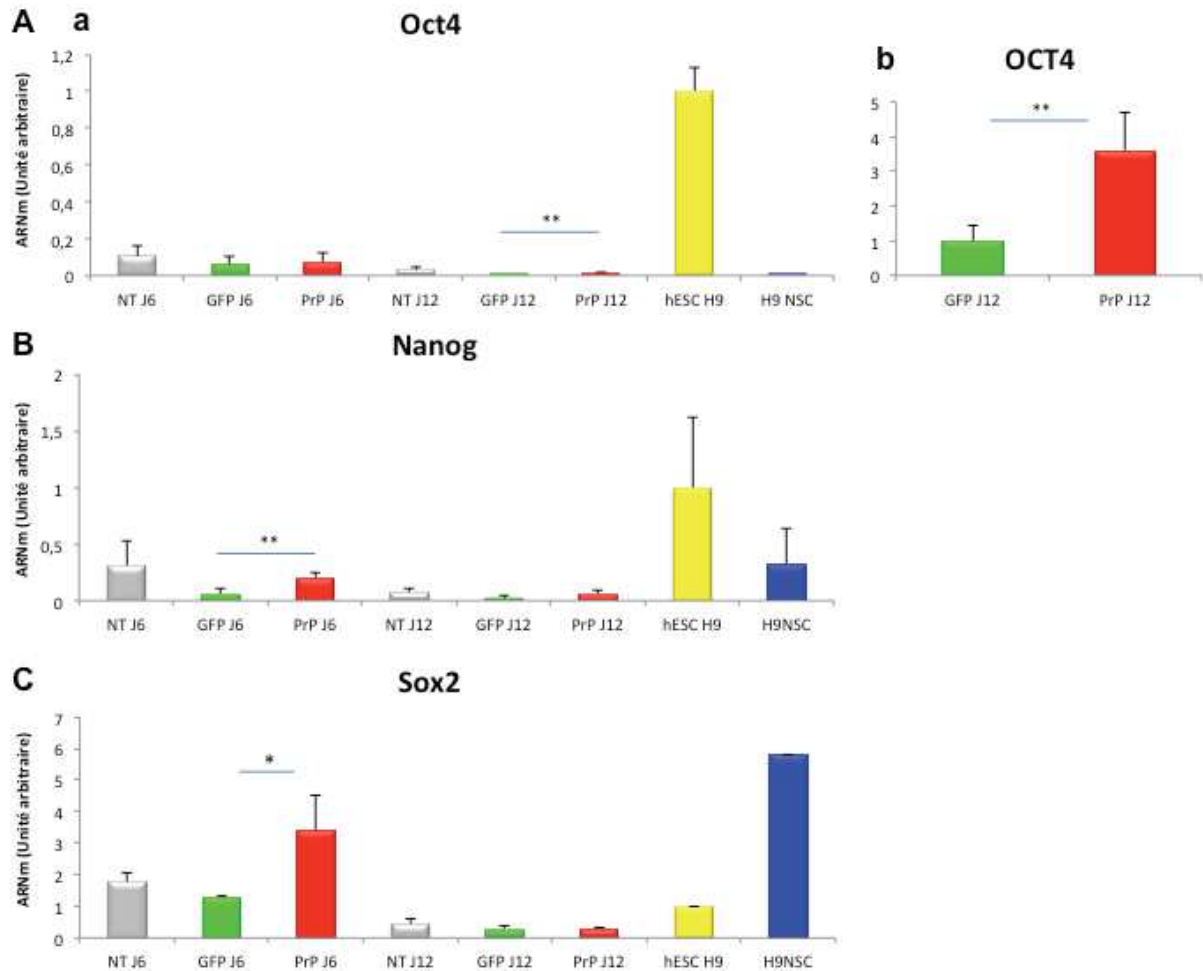 A a Oct4
ARNm (Unité arbitraire)
1,2
1
0,8
0,6
0,4
0,2
0
**
NT J6 GFP J6 PrP J6 NT J12 GFP J12 PrP J12 hESC H9 H9 NSC
b OCT4
5
4
3
2
1
0
**
GFP J12 PrP J12
B Nanog
ARNm (Unité arbitraire)
2
1,5
1
0,5
0
**
NT J6 GFP J6 PrP J6 NT J12 GFP J12 PrP J12 hESC H9 H9NSC
C Sox2
ARNm (Unité arbitraire)
7
6
5
4
3
2
1
0
*
NT J6 GFP J6 PrP J6 NT J12 GFP J12 PrP J12 hESC H9 H9NSC